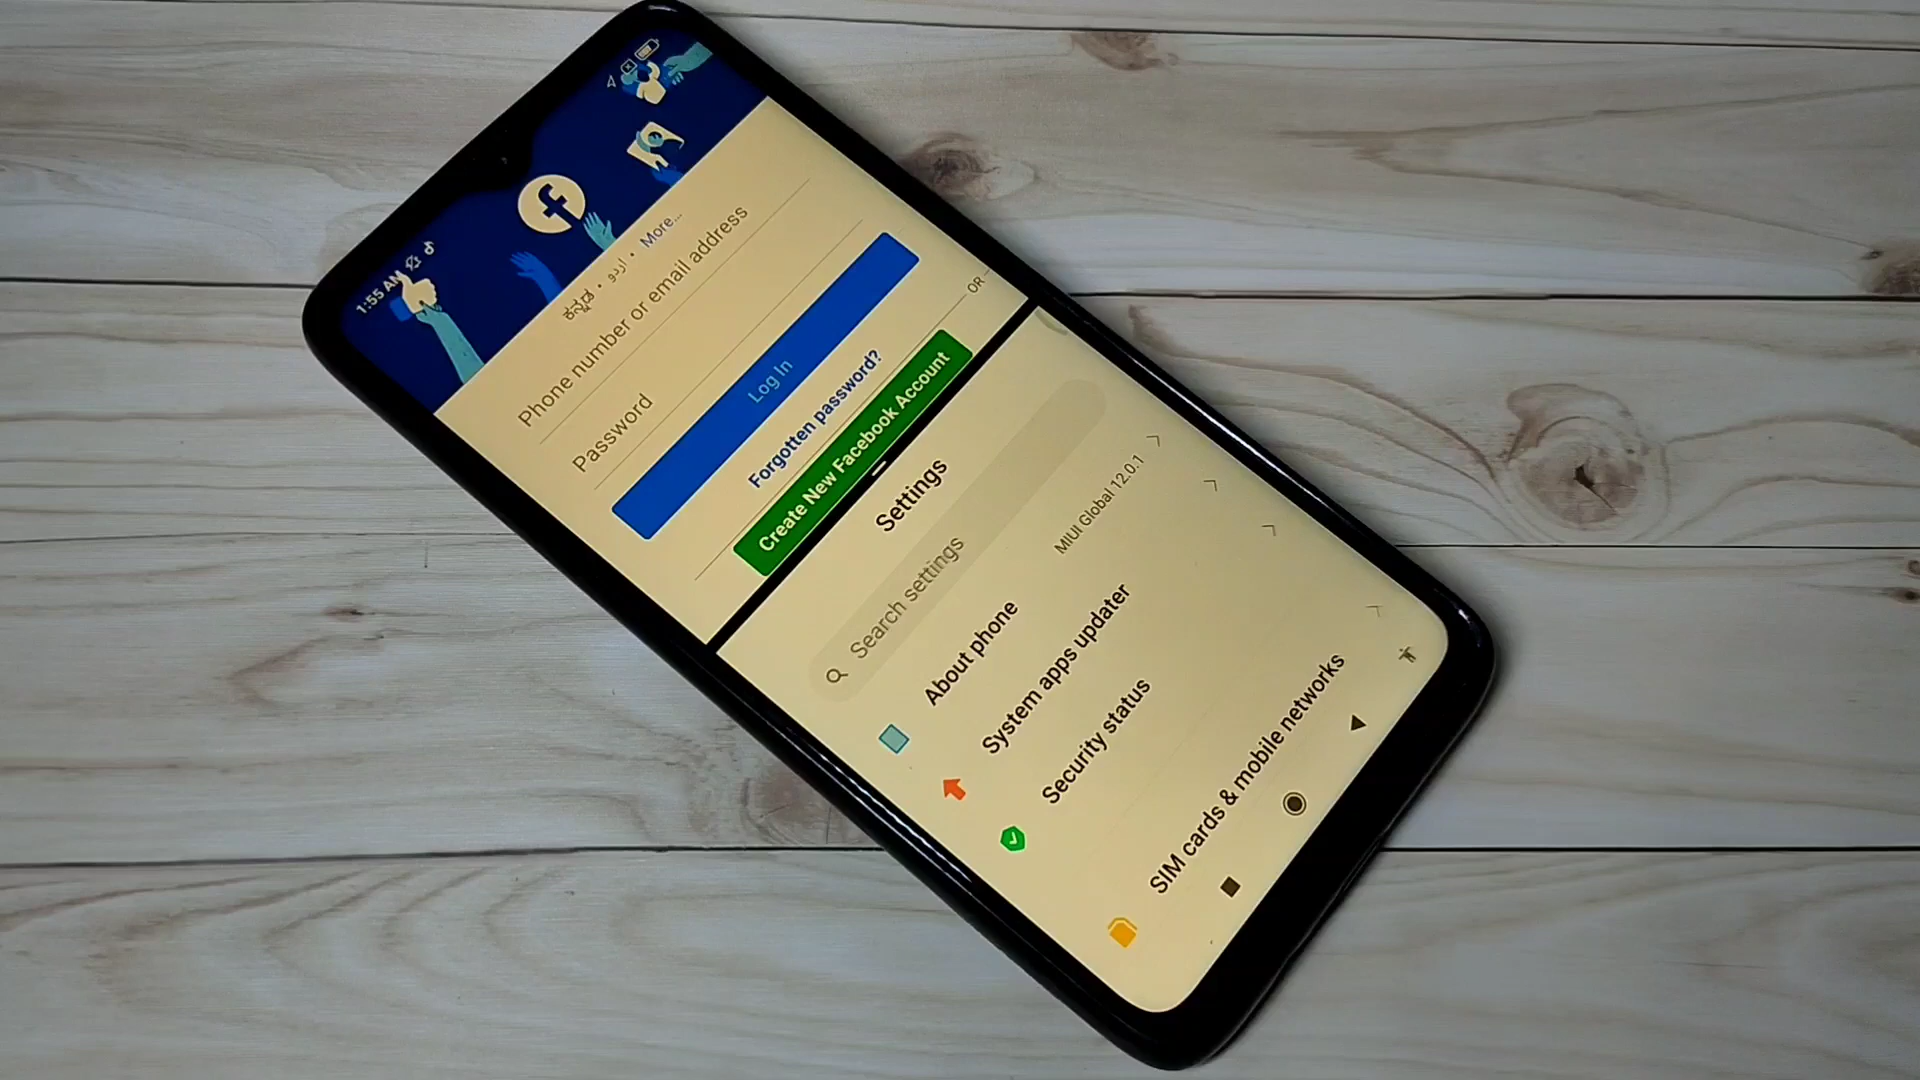 1:55 AM
f
ಕನ್ನಡ • اردو • More...
Phone number or email address
Password
Log In
Forgotten password?
OR
Create New Facebook Account
Settings
Search settings
About phone MIUI Global 12.0.1
System apps updater
Security status
SIM cards & mobile networks